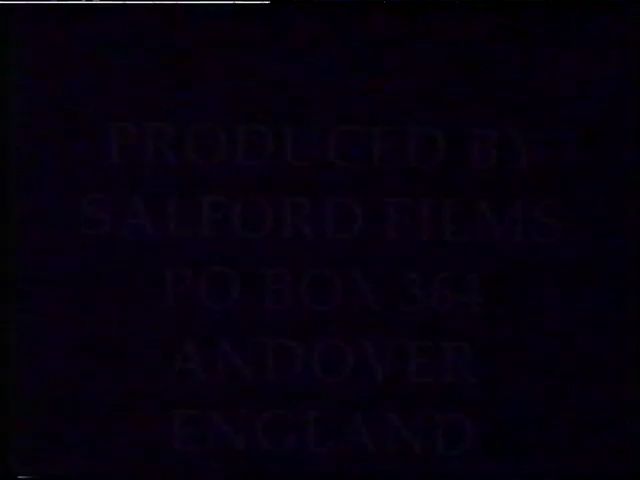 PRODUCED BY
SALFORD FILMS
PO BOX 364
ANDOVER
ENGLAND